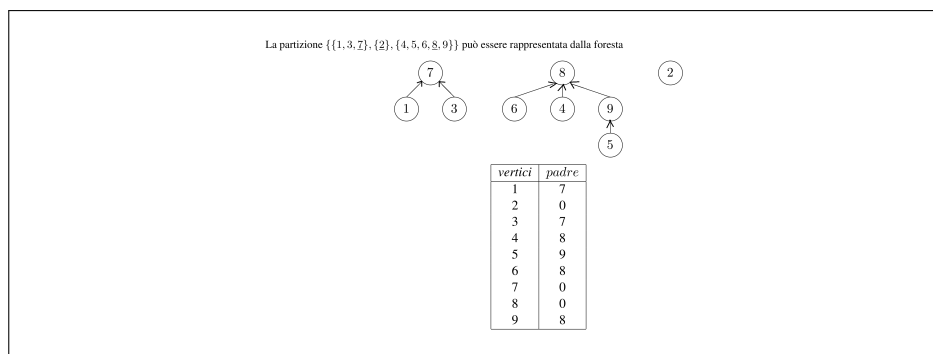 La partizione {{1, 3, 7}, {2}, {4, 5, 6, 8, 9}} può essere rappresentata dalla foresta
7 8 2
1 3 6 4 9
5
vertici padre
1 7
2 0
3 7
4 8
5 9
6 8
7 0
8 0
9 8